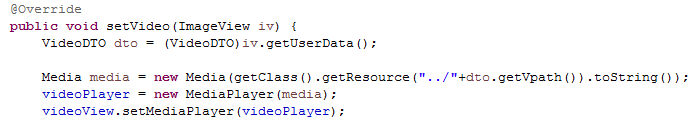 @Override
public void setVideo(ImageView iv) {
    VideoDTO dto = (VideoDTO)iv.getUserData();

    Media media = new Media(getClass().getResource("../"+dto.getVpath()).toString());
    videoPlayer = new MediaPlayer(media);
    videoView.setMediaPlayer(videoPlayer);